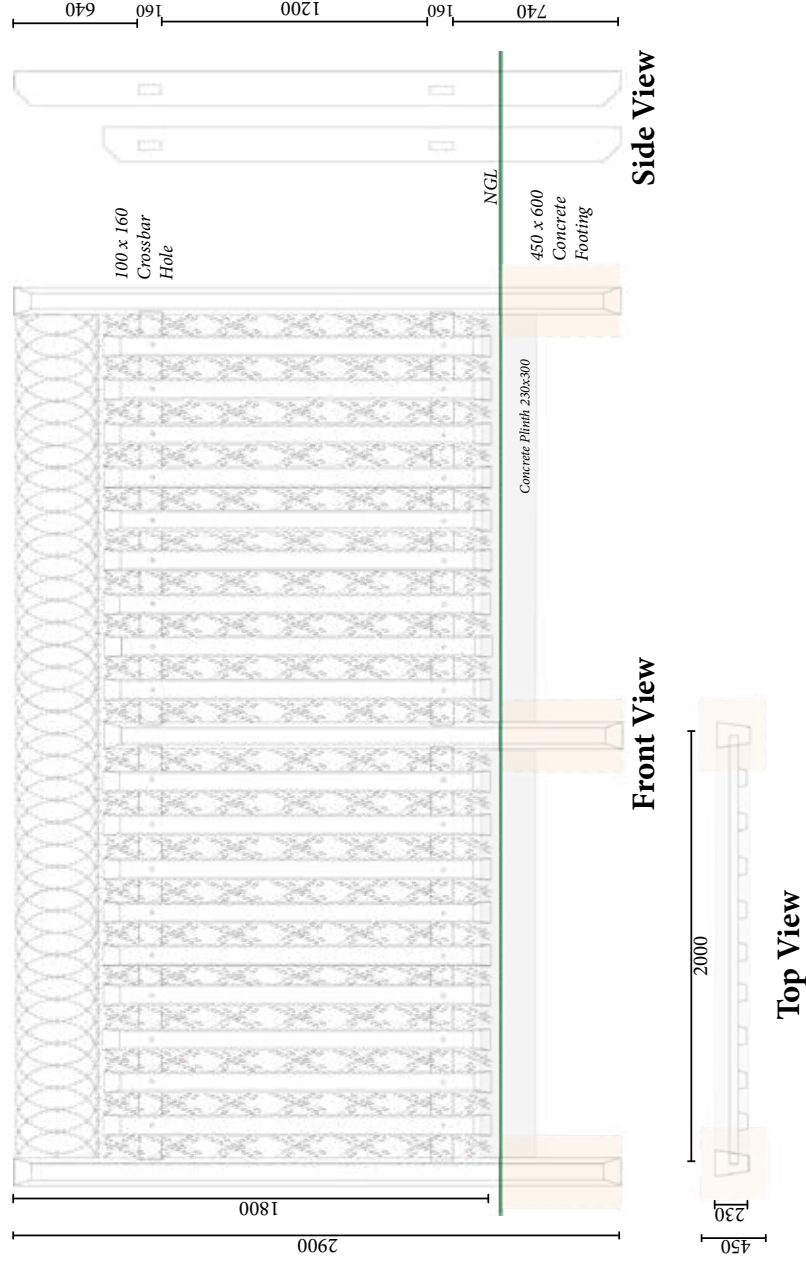 640
160
1200
160
740
Side View
100 x 160
Crossbar
Hole
NGL
450 x 600
Concrete
Footing
Concrete Plinth 230x300
Front View
1800
2900
2000
Top View
230
450